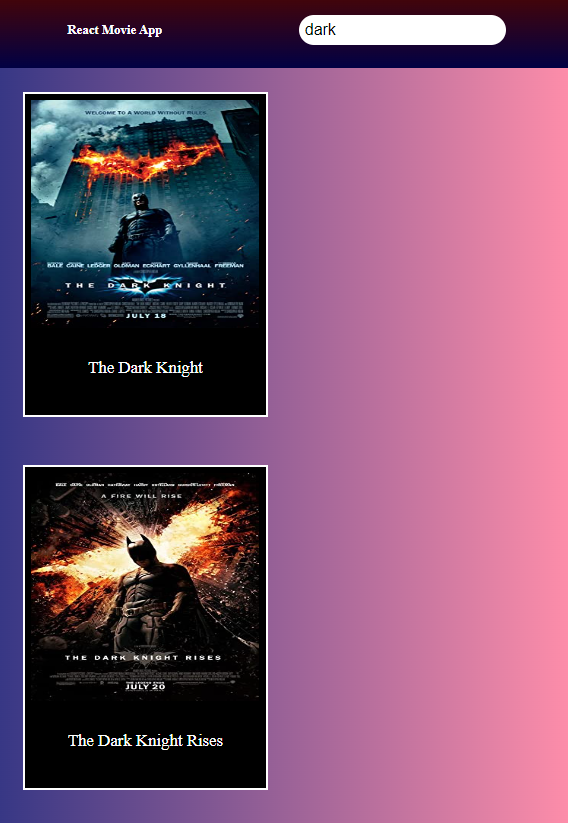 React Movie App
dark
WELCOME TO A WORLD WITHOUT RULES.
BALE CAINE LEDGER OLDMAN ECKHART GYLLENHAAL FREEMAN
THE DARK KNIGHT
JULY 18
The Dark Knight
A FIRE WILL RISE
THE DARK KNIGHT RISES
JULY 20
The Dark Knight Rises